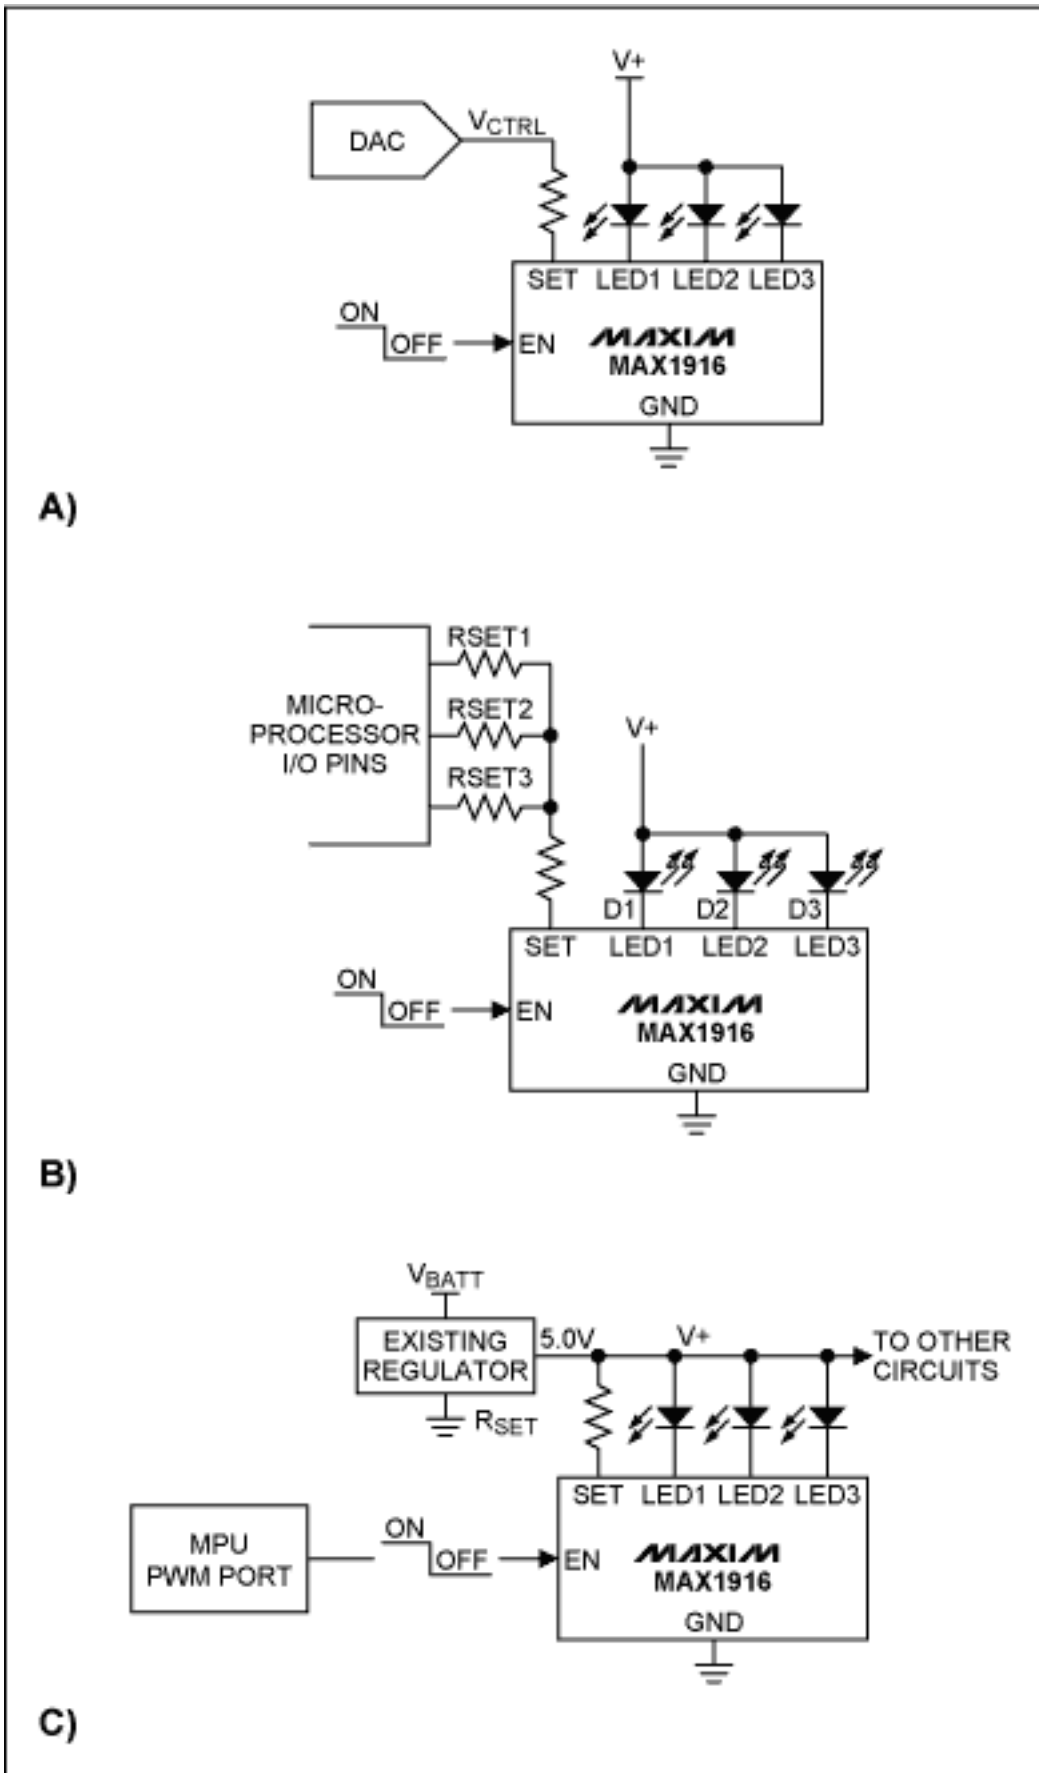 V+
DAC
VCTRL
SET LED1 LED2 LED3
ON
OFF
EN
MAXIM
MAX1916
GND
A)
RSET1
MICRO-
PROCESSOR
I/O PINS
RSET2
RSET3
V+
D1 D2 D3
SET LED1 LED2 LED3
ON
OFF
EN
MAXIM
MAX1916
GND
B)
VBATT
EXISTING
REGULATOR
5.0V
V+
TO OTHER
CIRCUITS
RSET
SET LED1 LED2 LED3
MPU
PWM PORT
ON
OFF
EN
MAXIM
MAX1916
GND
C)